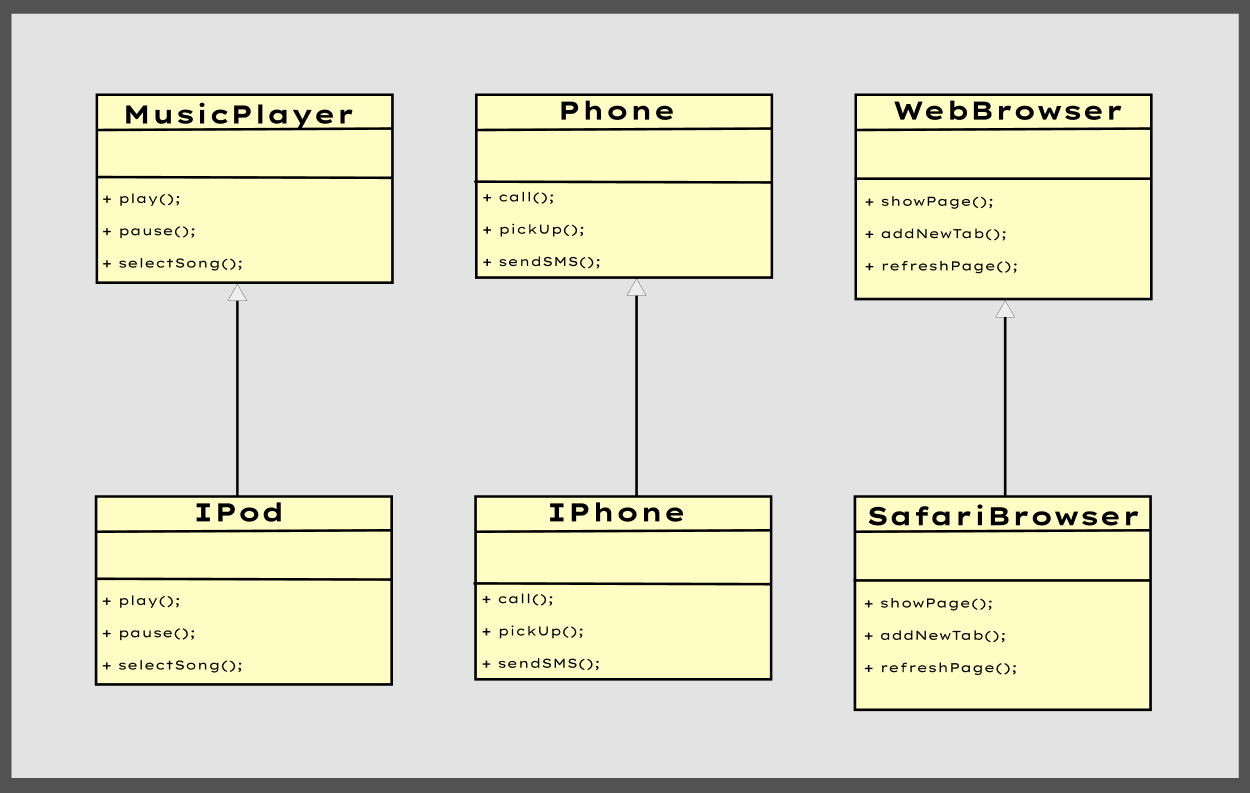 MusicPlayer
+ play();
+ pause();
+ selectSong();
Phone
+ call();
+ pickUp();
+ sendSMS();
WebBrowser
+ showPage();
+ addNewTab();
+ refreshPage();
IPod
+ play();
+ pause();
+ selectSong();
IPhone
+ call();
+ pickUp();
+ sendSMS();
SafariBrowser
+ showPage();
+ addNewTab();
+ refreshPage();